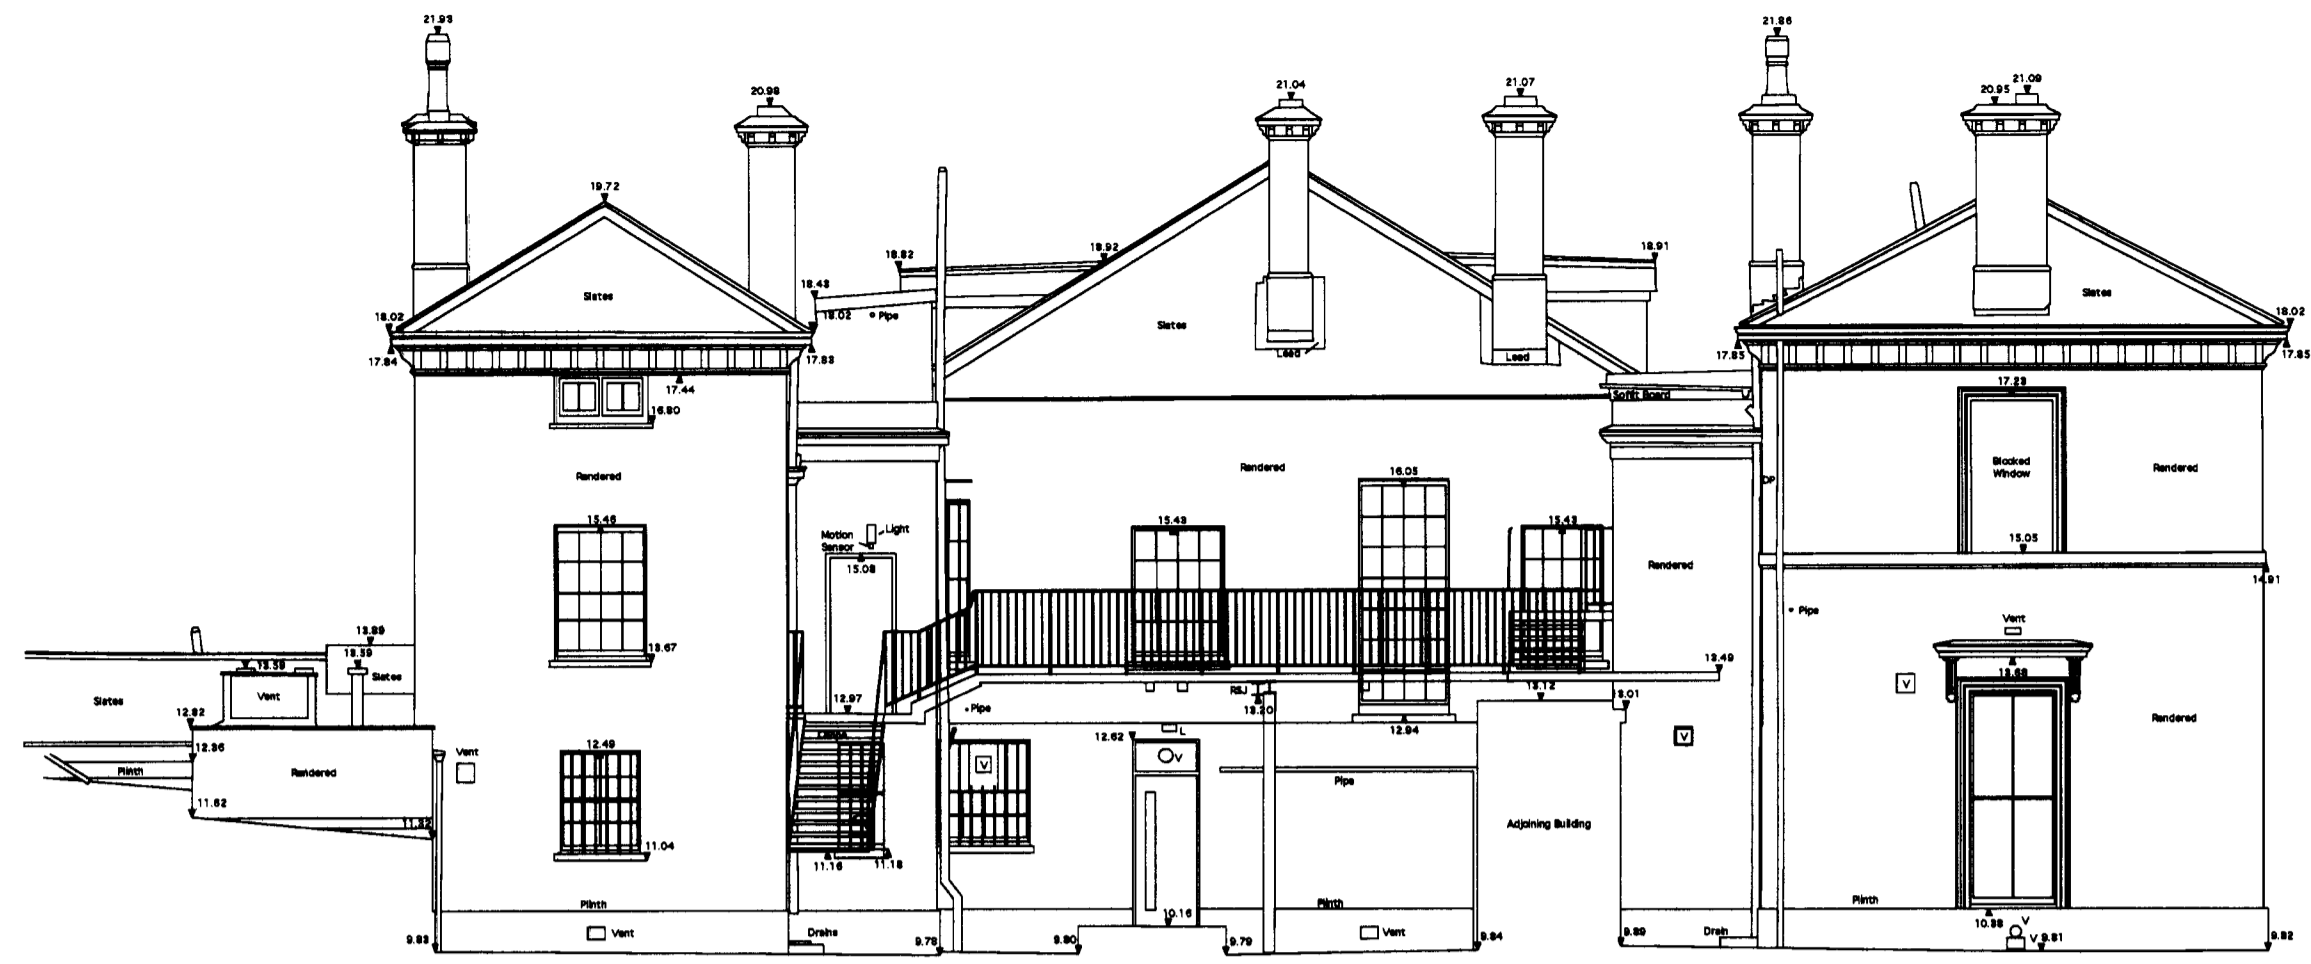 21.93
21.86
20.98
21.04
21.07
20.95
21.09
19.72
18.82
18.92
18.91
18.43
Slates
Slates
Slates
18.02
18.02
Pipe
18.02
17.84
17.83
Lead
Lead
17.85
17.85
17.44
17.23
16.80
Soffit Board
Rendered
Rendered
16.05
Blocked
Window
Rendered
DP
15.46
15.43
15.43
Motion
Sensor
Light
15.08
15.05
Rendered
14.91
Pipe
Vent
13.89
13.59
13.59
13.67
13.68
13.49
Slates
Slates
Vent
RSJ
13.20
13.12
13.01
V
12.97
Pipe
12.82
12.94
Rendered
12.62
L
V
12.49
12.36
Vent
V
V
Plinth
Rendered
Pipe
11.62
11.32
Adjoining Building
11.04
11.16
11.18
Plinth
Plinth
Plinth
10.16
10.38
V
Vent
Drains
Vent
Drain
V
9.83
9.78
9.80
9.79
9.84
9.89
9.81
9.82